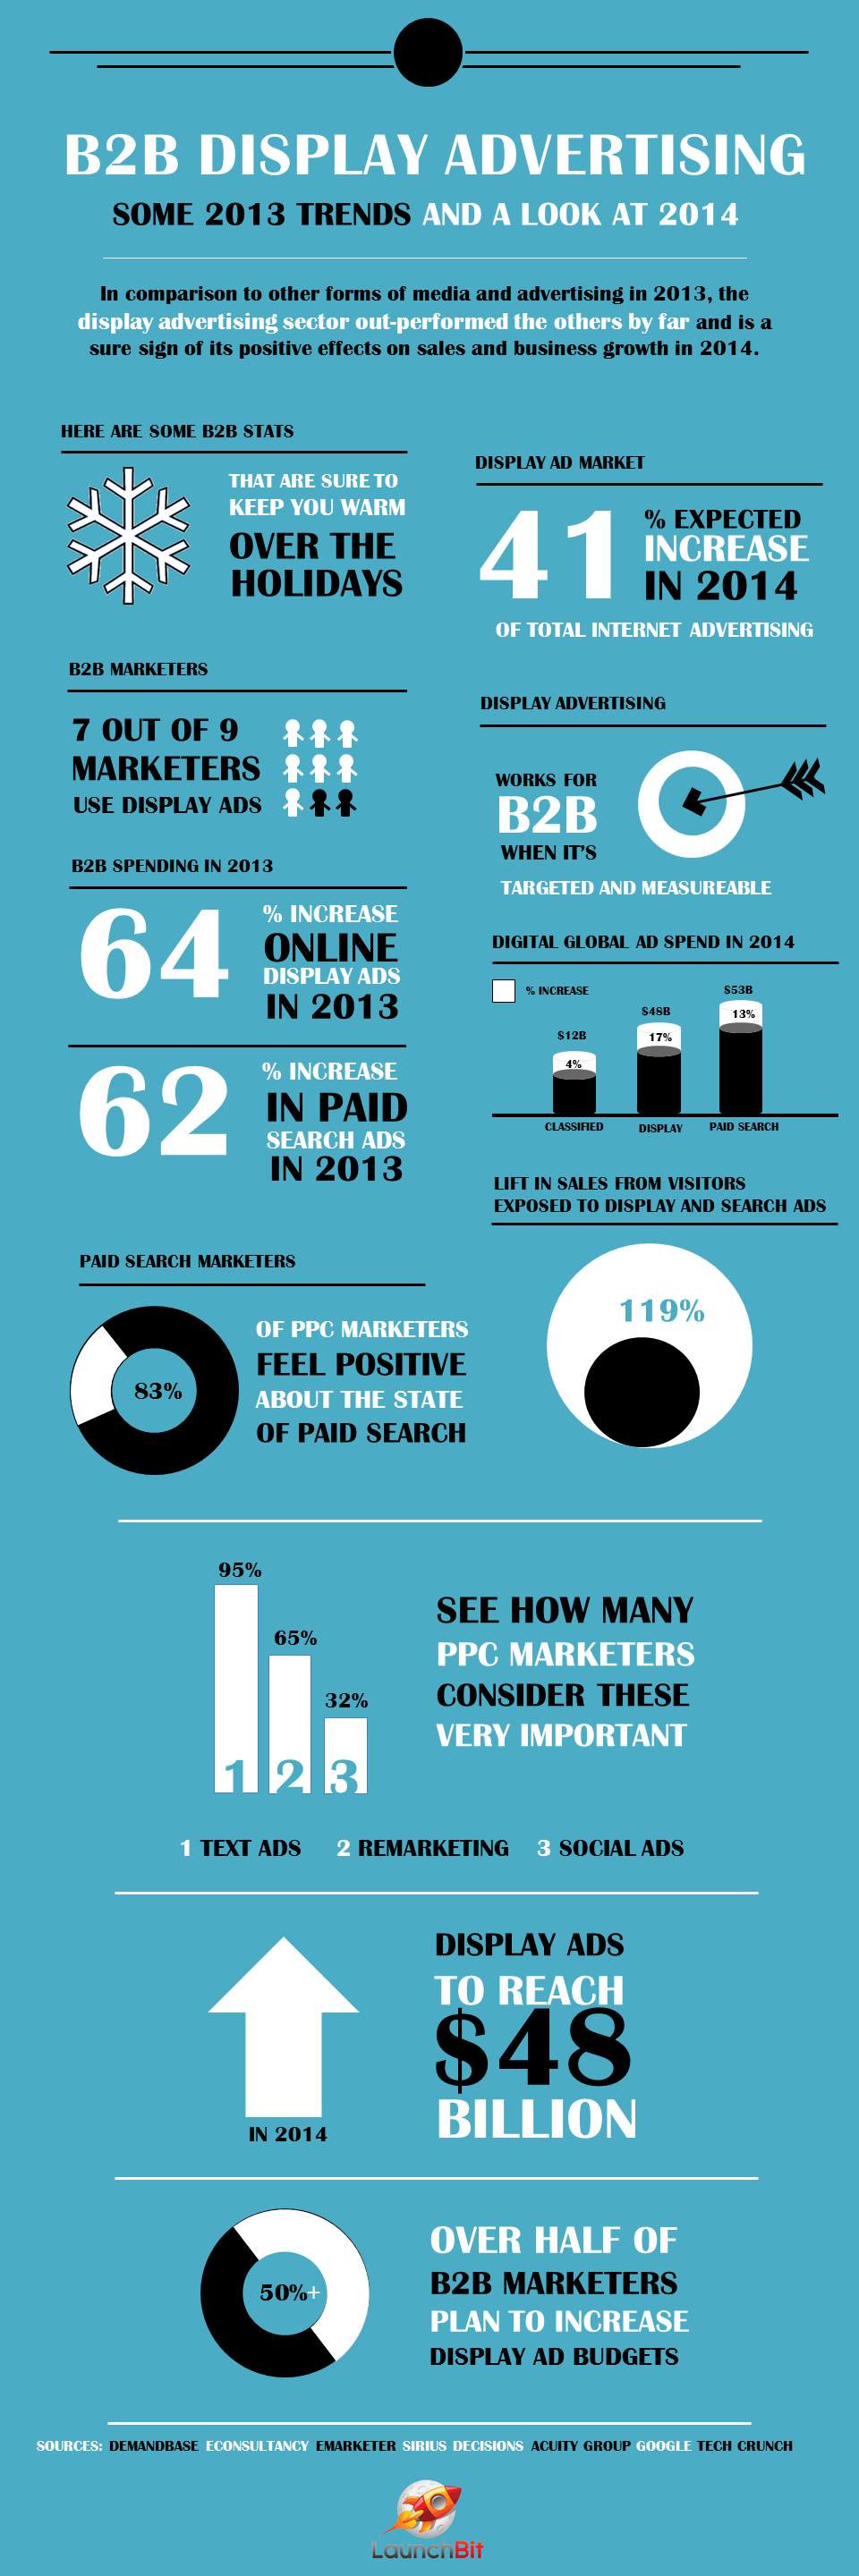 B2B DISPLAY ADVERTISING
SOME 2013 TRENDS AND A LOOK AT 2014
In comparison to other forms of media and advertising in 2013, the
display advertising sector out-performed the others by far and is a
sure sign of its positive effects on sales and business growth in 2014.
HERE ARE SOME B2B STATS
THAT ARE SURE TO
KEEP YOU WARM
OVER THE
HOLIDAYS
DISPLAY AD MARKET
41
% EXPECTED
INCREASE
IN 2014
OF TOTAL INTERNET ADVERTISING
B2B MARKETERS
7 OUT OF 9
MARKETERS
USE DISPLAY ADS
DISPLAY ADVERTISING
WORKS FOR
B2B
WHEN IT'S
TARGETED AND MEASUREABLE
B2B SPENDING IN 2013
64
% INCREASE
ONLINE
DISPLAY ADS
IN 2013
62
% INCREASE
IN PAID
SEARCH ADS
IN 2013
DIGITAL GLOBAL AD SPEND IN 2014
% INCREASE
$12B
$48B
$53B
4%
17%
13%
CLASSIFIED
DISPLAY
PAID SEARCH
LIFT IN SALES FROM VISITORS
EXPOSED TO DISPLAY AND SEARCH ADS
119%
PAID SEARCH MARKETERS
83%
OF PPC MARKETERS
FEEL POSITIVE
ABOUT THE STATE
OF PAID SEARCH
95%
65%
32%
1 2 3
SEE HOW MANY
PPC MARKETERS
CONSIDER THESE
VERY IMPORTANT
1 TEXT ADS 2 REMARKETING 3 SOCIAL ADS
IN 2014
DISPLAY ADS
TO REACH
$48
BILLION
50%+
OVER HALF OF
B2B MARKETERS
PLAN TO INCREASE
DISPLAY AD BUDGETS
SOURCES: DEMANDBASE ECONSULTANCY EMARKETER SIRIUS DECISIONS ACUITY GROUP GOOGLE TECH CRUNCH
LaunchBit